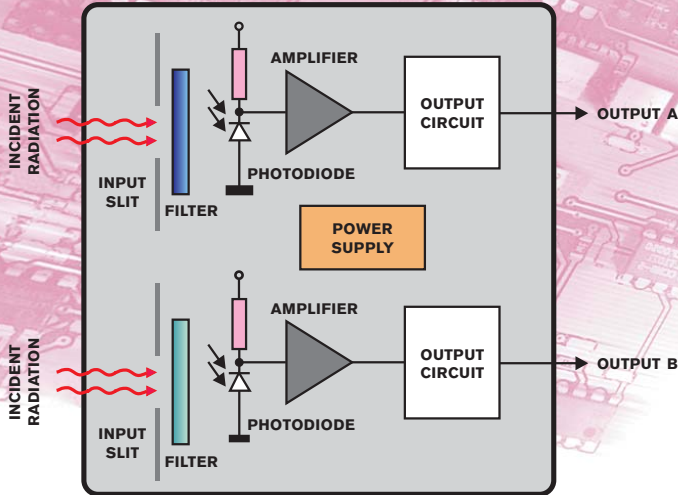 INCIDENT
RADIATION
INPUT
SLIT
FILTER
PHOTODIODE
AMPLIFIER
OUTPUT
CIRCUIT
OUTPUT A
POWER
SUPPLY
INCIDENT
RADIATION
INPUT
SLIT
FILTER
PHOTODIODE
AMPLIFIER
OUTPUT
CIRCUIT
OUTPUT B